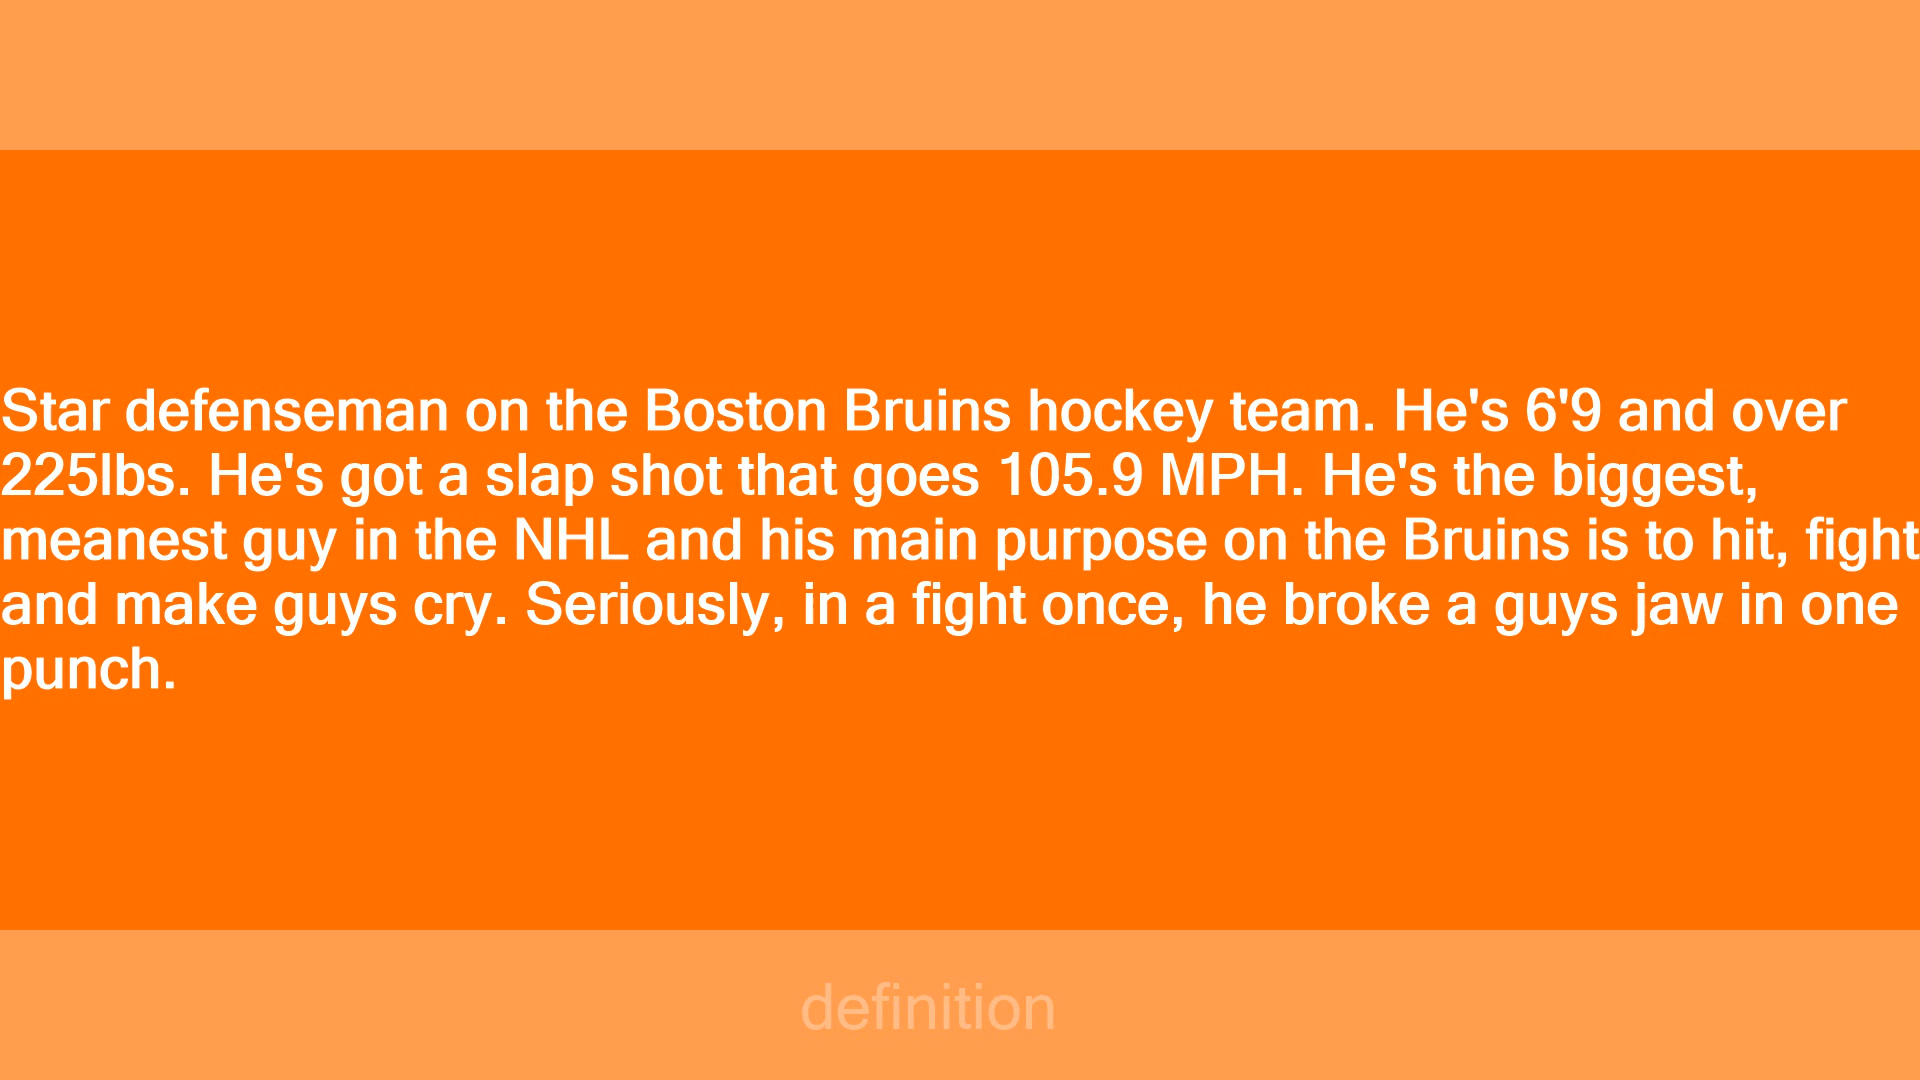 Star defenseman on the Boston Bruins hockey team. He's 6'9 and over
225lbs. He's got a slap shot that goes 105.9 MPH. He's the biggest,
meanest guy in the NHL and his main purpose on the Bruins is to hit, fight
and make guys cry. Seriously, in a fight once, he broke a guys jaw in one
punch.
definition